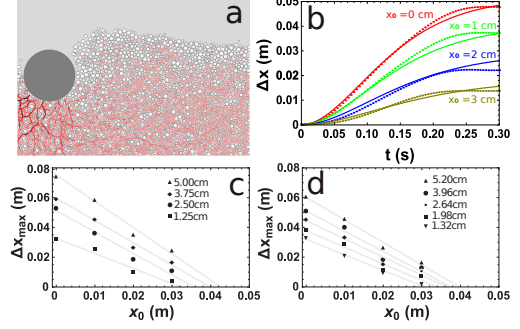 a
b
0.05
0.04
0.03
0.02
0.01
0
Δx (m)
x₀ =0 cm
x₀ =1 cm
x₀ =2 cm
x₀ =3 cm
0.00 0.05 0.10 0.15 0.20 0.25 0.30
t (s)
c
0.08
0.06
0.04
0.02
0
Δxmax (m)
5.00cm
3.75cm
2.50cm
1.25cm
0.00 0.01 0.02 0.03 0.04 0.05
x₀ (m)
d
0.08
0.06
0.04
0.02
0
Δxmax (m)
5.20cm
3.96cm
2.64cm
1.98cm
1.32cm
0.00 0.01 0.02 0.03 0.04 0.05
x₀ (m)